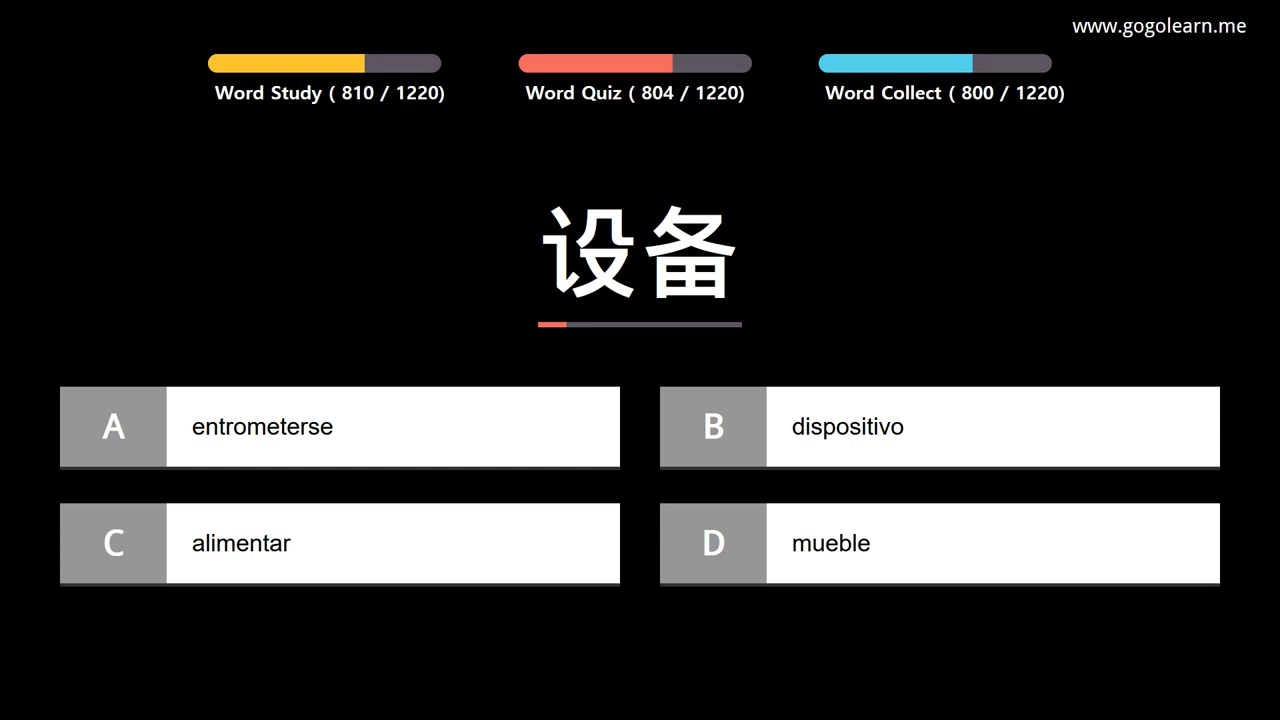 www.gogolearn.me
Word Study ( 810 / 1220)
Word Quiz ( 804 / 1220)
Word Collect ( 800 / 1220)
设备
A entrometerse
B dispositivo
C alimentar
D mueble